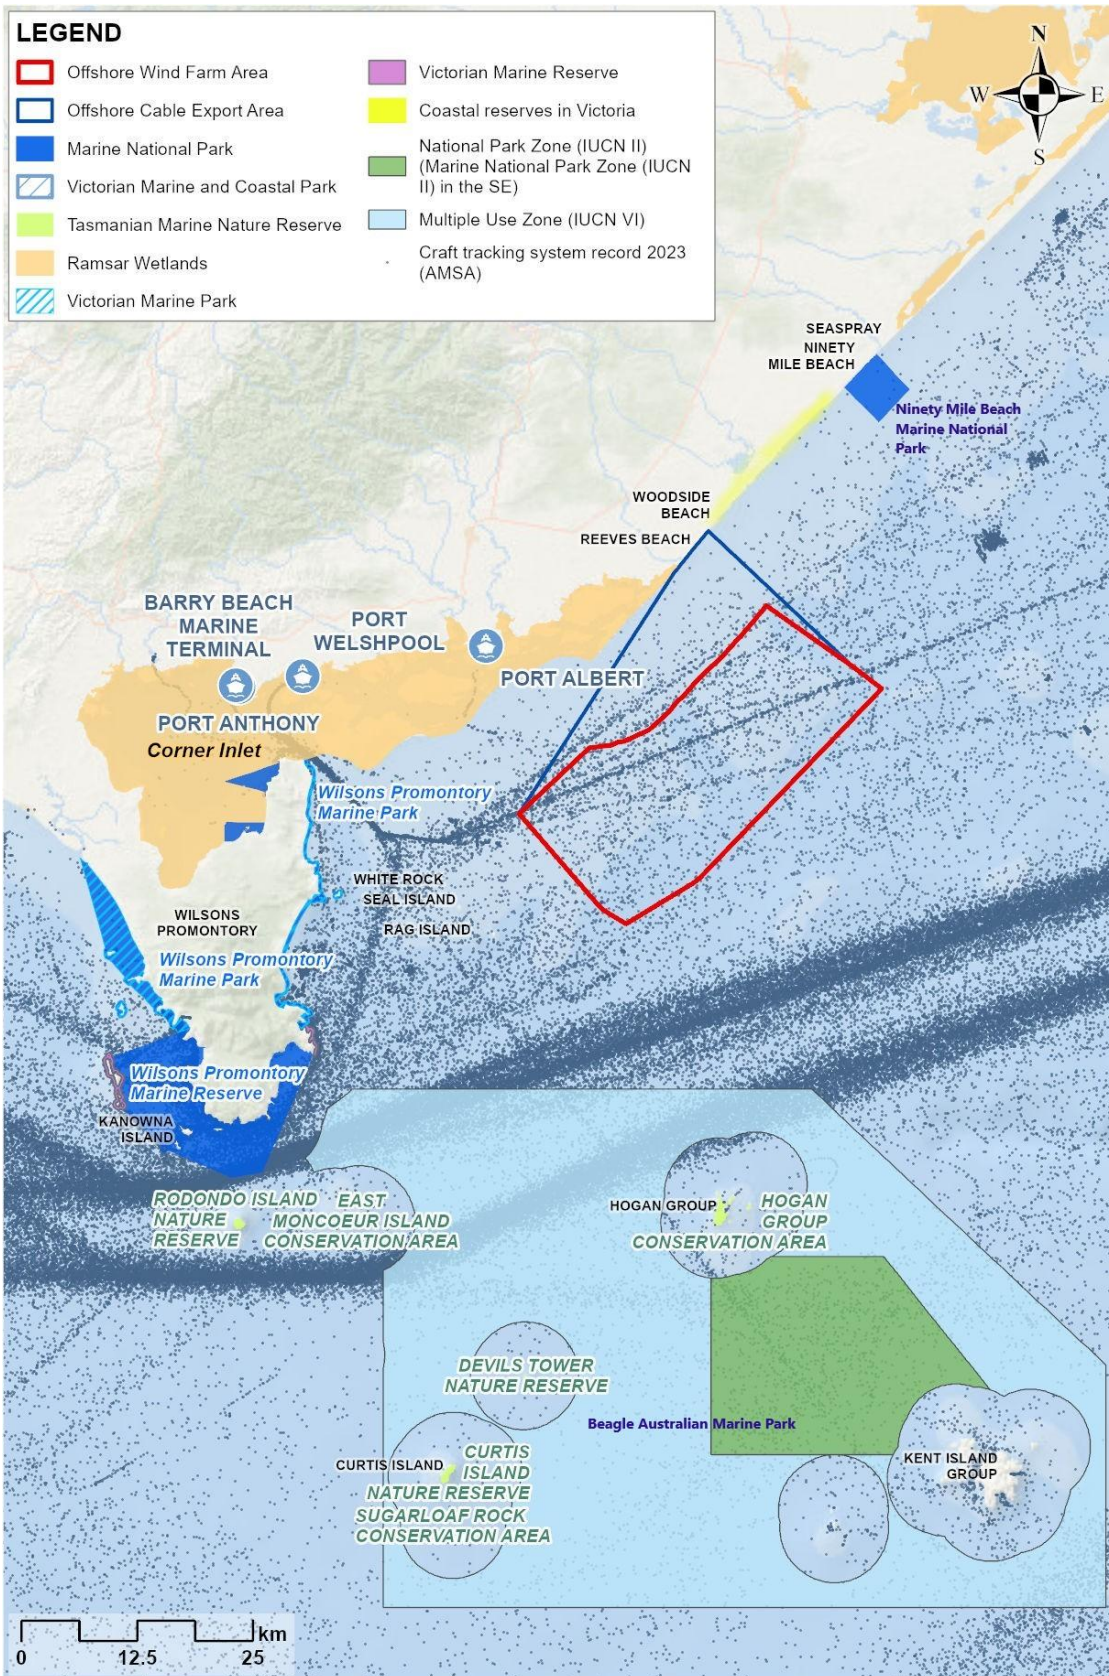 LEGEND
Offshore Wind Farm Area
Offshore Cable Export Area
Marine National Park
Victorian Marine and Coastal Park
Tasmanian Marine Nature Reserve
Ramsar Wetlands
Victorian Marine Park
Victorian Marine Reserve
Coastal reserves in Victoria
National Park Zone (IUCN II)
(Marine National Park Zone (IUCN
II) in the SE)
Multiple Use Zone (IUCN VI)
Craft tracking system record 2023
(AMSA)
N
W
E
S
SEASPRAY
NINETY
MILE BEACH
Ninety Mile Beach
Marine National
Park
WOODSIDE
BEACH
REEVES BEACH
BARRY BEACH
MARINE
TERMINAL
PORT
WELSHPOOL
PORT ALBERT
PORT ANTHONY
Corner Inlet
Wilsons Promontory
Marine Park
WHITE ROCK
SEAL ISLAND
RAG ISLAND
WILSONS
PROMONTORY
Wilsons Promontory
Marine Park
Wilsons Promontory
Marine Reserve
KANOWNA
ISLAND
RODONDO ISLAND
NATURE
RESERVE
EAST
MONCOEUR ISLAND
CONSERVATION AREA
HOGAN GROUP
HOGAN
GROUP
CONSERVATION AREA
DEVILS TOWER
NATURE RESERVE
Beagle Australian Marine Park
CURTIS ISLAND
CURTIS
ISLAND
NATURE RESERVE
SUGARLOAF ROCK
CONSERVATION AREA
KENT ISLAND
GROUP
km
0
12.5
25